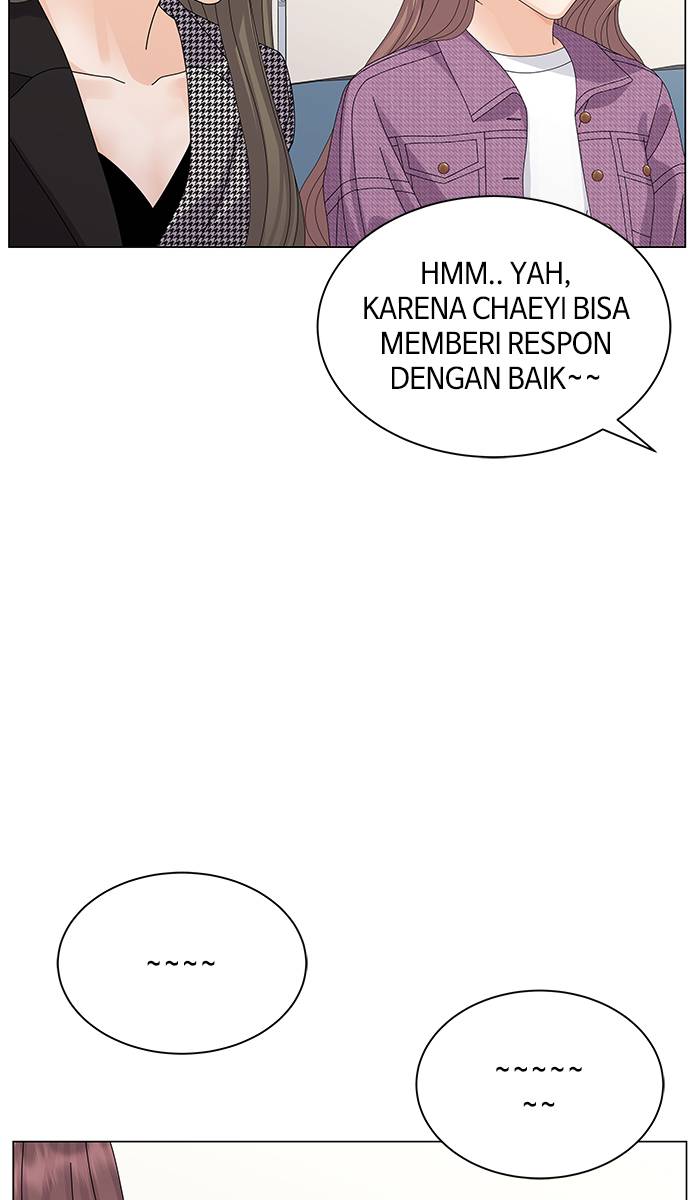 HMM.. YAH,
KARENA CHAEYI BISA
MEMBERI RESPON
DENGAN BAIK~~
~~~~
~~~~~
~~